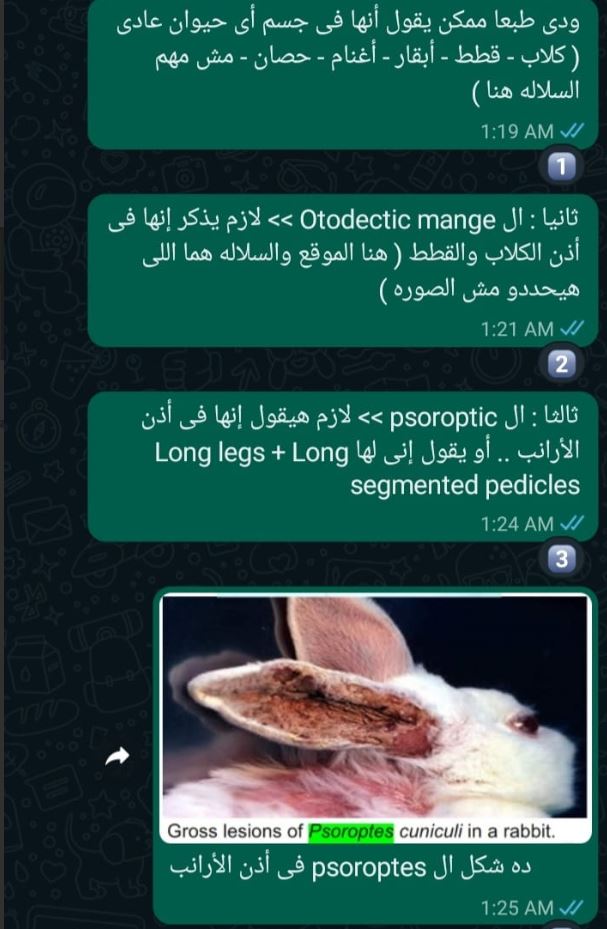 ودى طبعا ممكن يقول أنها فى جسم أى حيوان عادى
( كلاب - قطط - أبقار - أغنام - حصان - مش مهم
السلاله هنا )
1:19 AM
1
ثانيا : ال Otodectic mange >> لازم يذكر إنها فى
أذن الكلاب والقطط ( هنا الموقع والسلاله هما اللى
هيحددو مش الصوره )
1:21 AM
2
ثالثا : ال psoroptic >> لازم هيقول إنها فى أذن
الأرانب .. أو يقول إنى لها Long legs + Long
segmented pedicles
1:24 AM
3
Gross lesions of Psoroptes cuniculi in a rabbit.
ده شكل ال psoroptes فى أذن الأرانب
1:25 AM